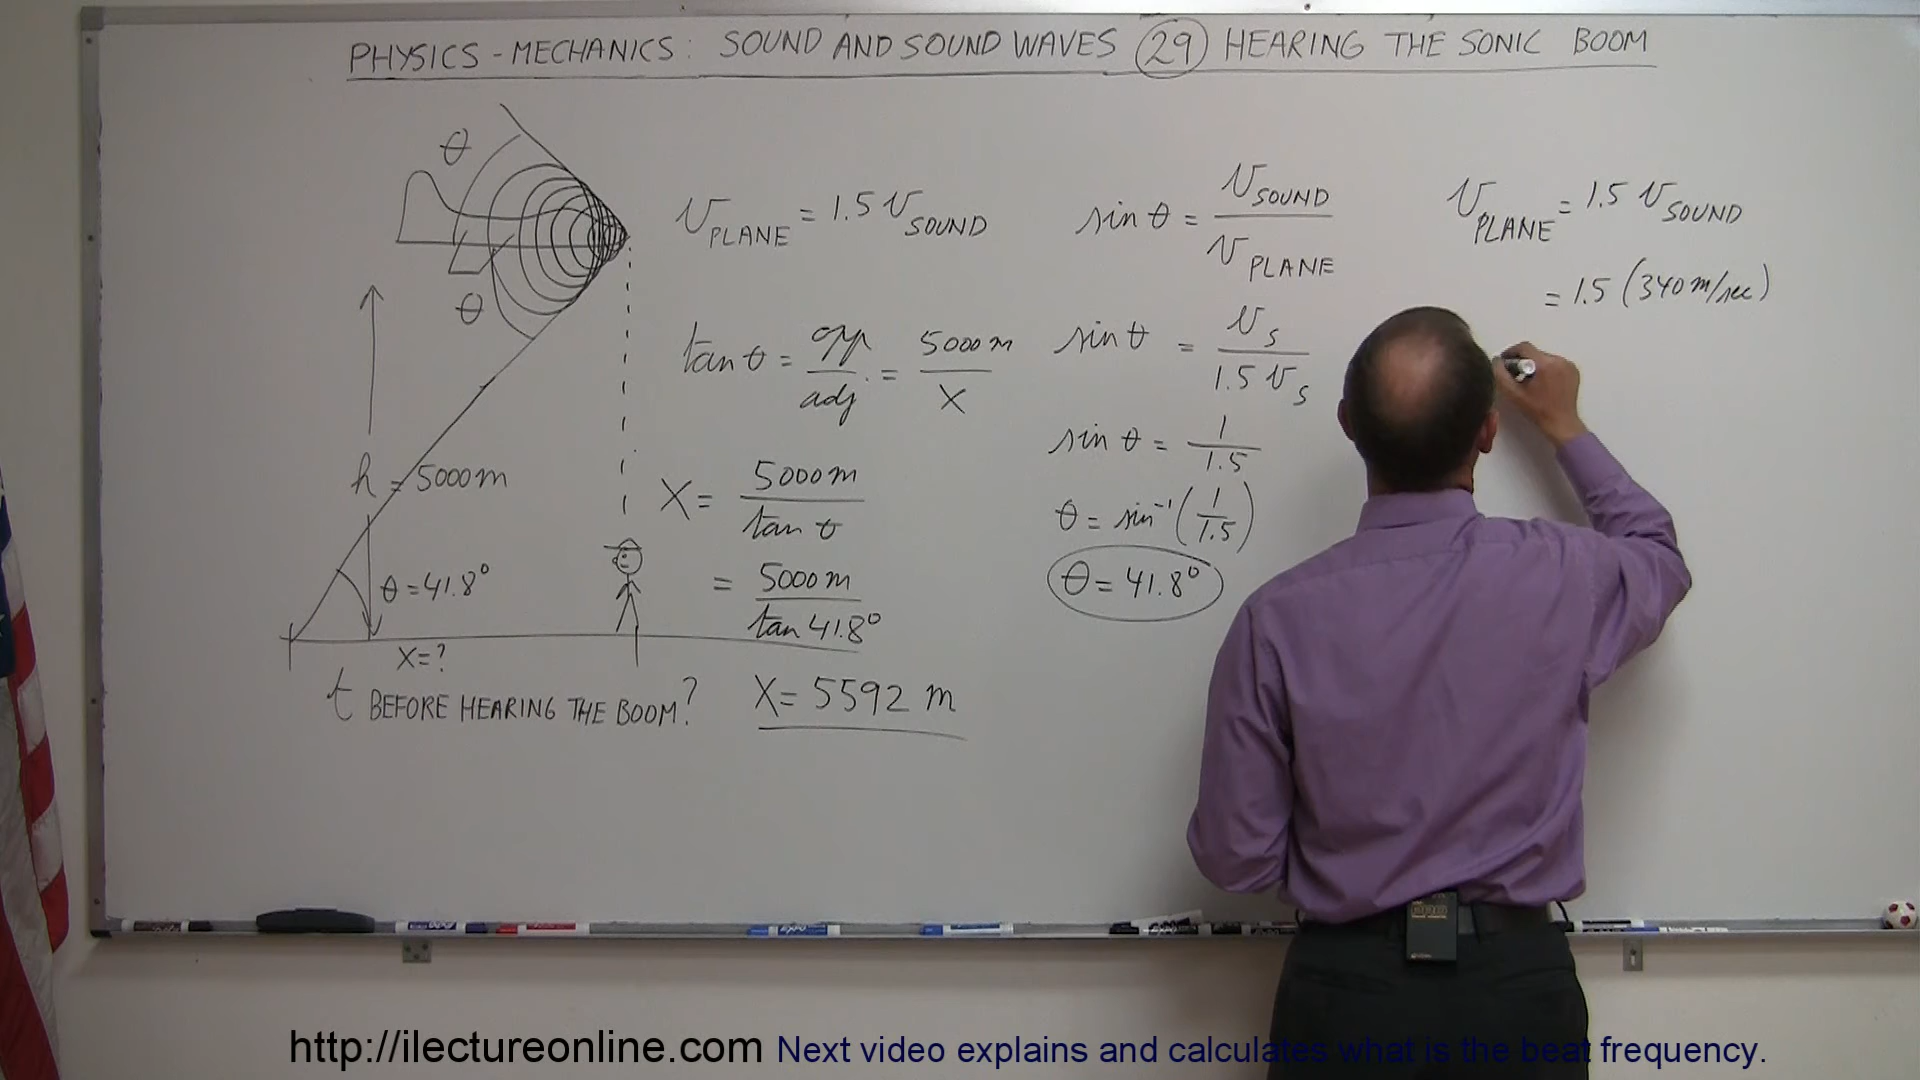 PHYSICS - MECHANICS: SOUND AND SOUND WAVES 29 HEARING THE SONIC BOOM
θ
θ
h = 5000m
θ = 41.8°
X=?
t BEFORE HEARING THE BOOM?
v PLANE = 1.5 v SOUND
tan θ = opp/adj. = 5000m/X
X = 5000m/tan θ
= 5000m/tan 41.8°
X = 5592 m
sin θ = v SOUND/v PLANE
sin θ = v s/1.5 v s
sin θ = 1/1.5
θ = sin⁻¹(1/1.5)
θ = 41.8°
v PLANE = 1.5 v SOUND
= 1.5 (340 m/sec)
http://ilectureonline.com Next video explains and calculates what is the beat frequency.